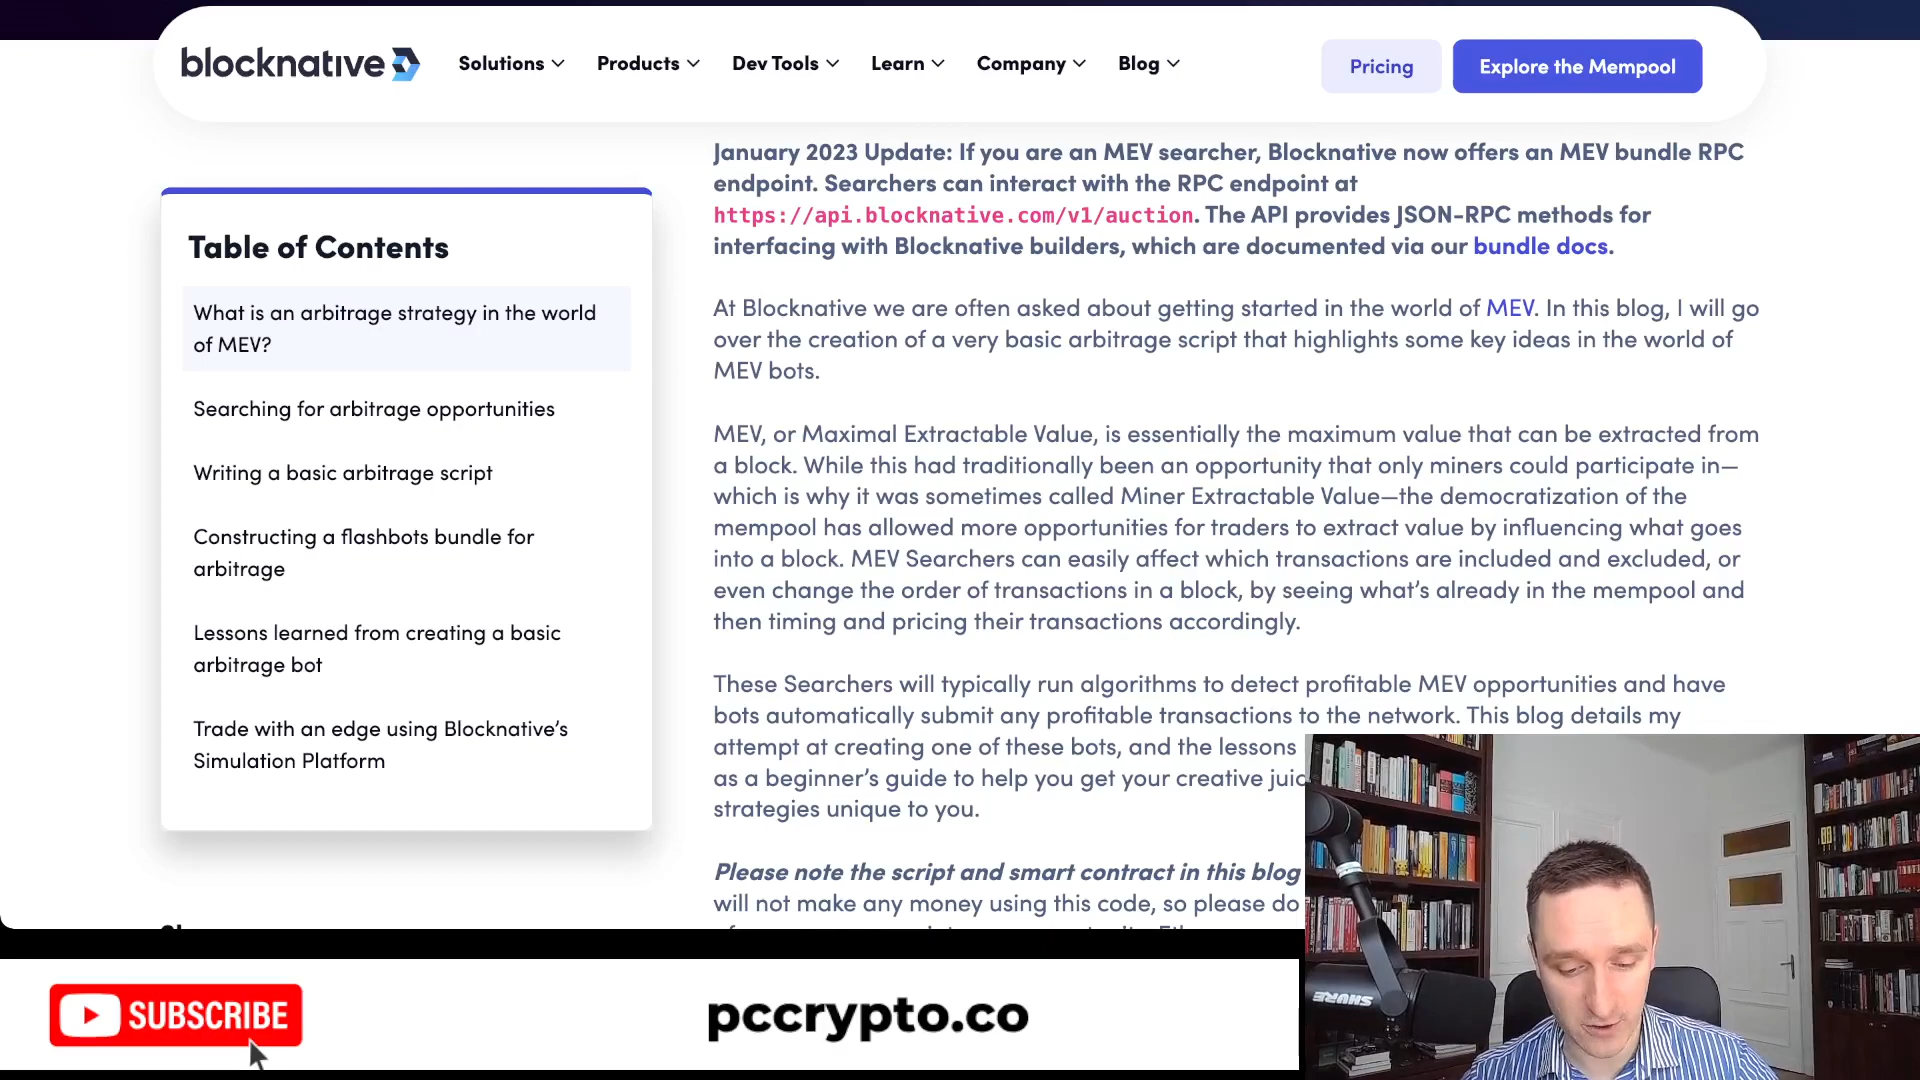 blocknative
Solutions
Products
Dev Tools
Learn
Company
Blog
Pricing
Explore the Mempool
Table of Contents
What is an arbitrage strategy in the world
of MEV?
Searching for arbitrage opportunities
Writing a basic arbitrage script
Constructing a flashbots bundle for
arbitrage
Lessons learned from creating a basic
arbitrage bot
Trade with an edge using Blocknative’s
Simulation Platform
January 2023 Update: If you are an MEV searcher, Blocknative now offers an MEV bundle RPC
endpoint. Searchers can interact with the RPC endpoint at
https://api.blocknative.com/v1/auction. The API provides JSON-RPC methods for
interfacing with Blocknative builders, which are documented via our bundle docs.
At Blocknative we are often asked about getting started in the world of MEV. In this blog, I will go
over the creation of a very basic arbitrage script that highlights some key ideas in the world of
MEV bots.
MEV, or Maximal Extractable Value, is essentially the maximum value that can be extracted from
a block. While this had traditionally been an opportunity that only miners could participate in—
which is why it was sometimes called Miner Extractable Value—the democratization of the
mempool has allowed more opportunities for traders to extract value by influencing what goes
into a block. MEV Searchers can easily affect which transactions are included and excluded, or
even change the order of transactions in a block, by seeing what’s already in the mempool and
then timing and pricing their transactions accordingly.
These Searchers will typically run algorithms to detect profitable MEV opportunities and have
bots automatically submit any profitable transactions to the network. This blog details my
attempt at creating one of these bots, and the lessons
as a beginner’s guide to help you get your creative juic
strategies unique to you.
Please note the script and smart contract in this blog
will not make any money using this code, so please do
SUBSCRIBE
pccrypto.co
SHURE